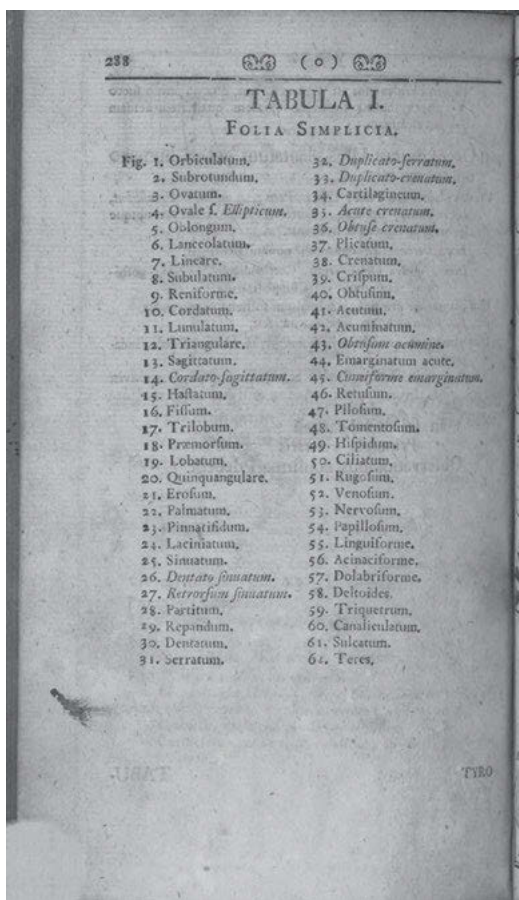 288 ( o )
TABULA I.
FOLIA SIMPLICIA.
Fig. 1. Orbiculatum.
2. Subrotundum.
3. Ovatum.
4. Ovale ſ. Ellipticum.
5. Oblongum.
6. Lanceolatum.
7. Lineare.
8. Subulatum.
9. Reniforme.
10. Cordatum.
11. Lunulatum.
12. Triangulare.
13. Sagittatum.
14. Cordato-ſagittatum.
15. Haſtatum.
16. Fiſſum.
17. Trilobum.
18. Præmorſum.
19. Lobatum.
20. Quinquangulare.
21. Eroſum.
22. Palmatum.
23. Pinnatifidum.
24. Laciniatum.
25. Sinuatum.
26. Dentato ſinuatum.
27. Retrorſum ſinuatum.
28. Partitum.
29. Repandum.
30. Dentatum.
31. Serratum.
32. Duplicato-ſerratum.
33. Duplicato-crenatum.
34. Cartilagineum.
35. Acute crenatum.
36. Obtuſe crenatum.
37. Plicatum.
38. Crenatum.
39. Criſpum.
40. Obtuſum.
41. Acutum.
42. Acuminatum.
43. Obtuſum acumine.
44. Emarginatum acute.
45. Cuneiforme emarginatum.
46. Retuſum.
47. Piloſum.
48. Tomentoſum.
49. Hiſpidum.
50. Ciliatum.
51. Rugoſum.
52. Venoſum.
53. Nervoſum.
54. Papilloſum.
55. Linguiforme.
56. Acinaciforme.
57. Dolabriforme.
58. Deltoides.
59. Triquetrum.
60. Canaliculatum.
61. Sulcatum.
62. Teres.
TYRO